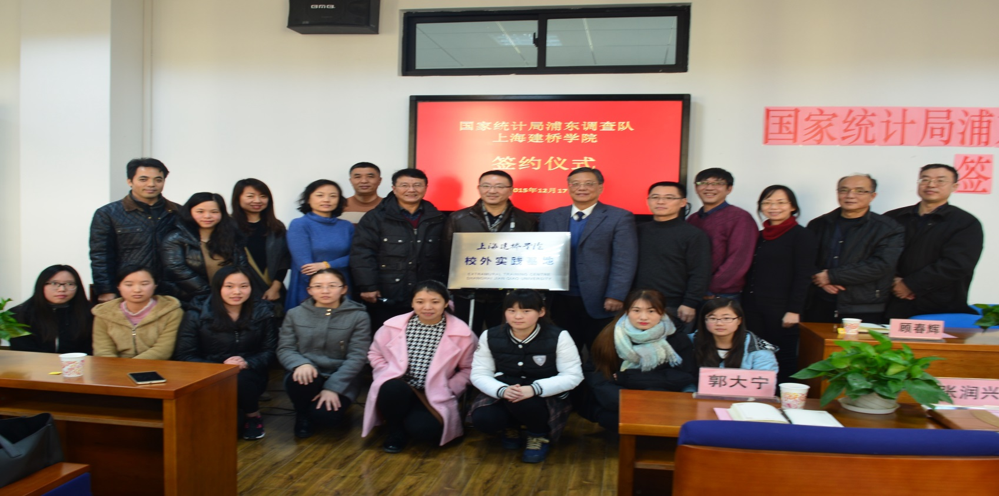 BMB
国家统计局浦东调查队
上海建桥学院
签约仪式
015年12月17
国家统计局浦
签
上海建桥学院
校外实践基地
EXTRAMURAL TRAINING CENTRE
SHANGHAI JIAN QIAO UNIVERSITY
顾春辉
郭大宁
张润兴